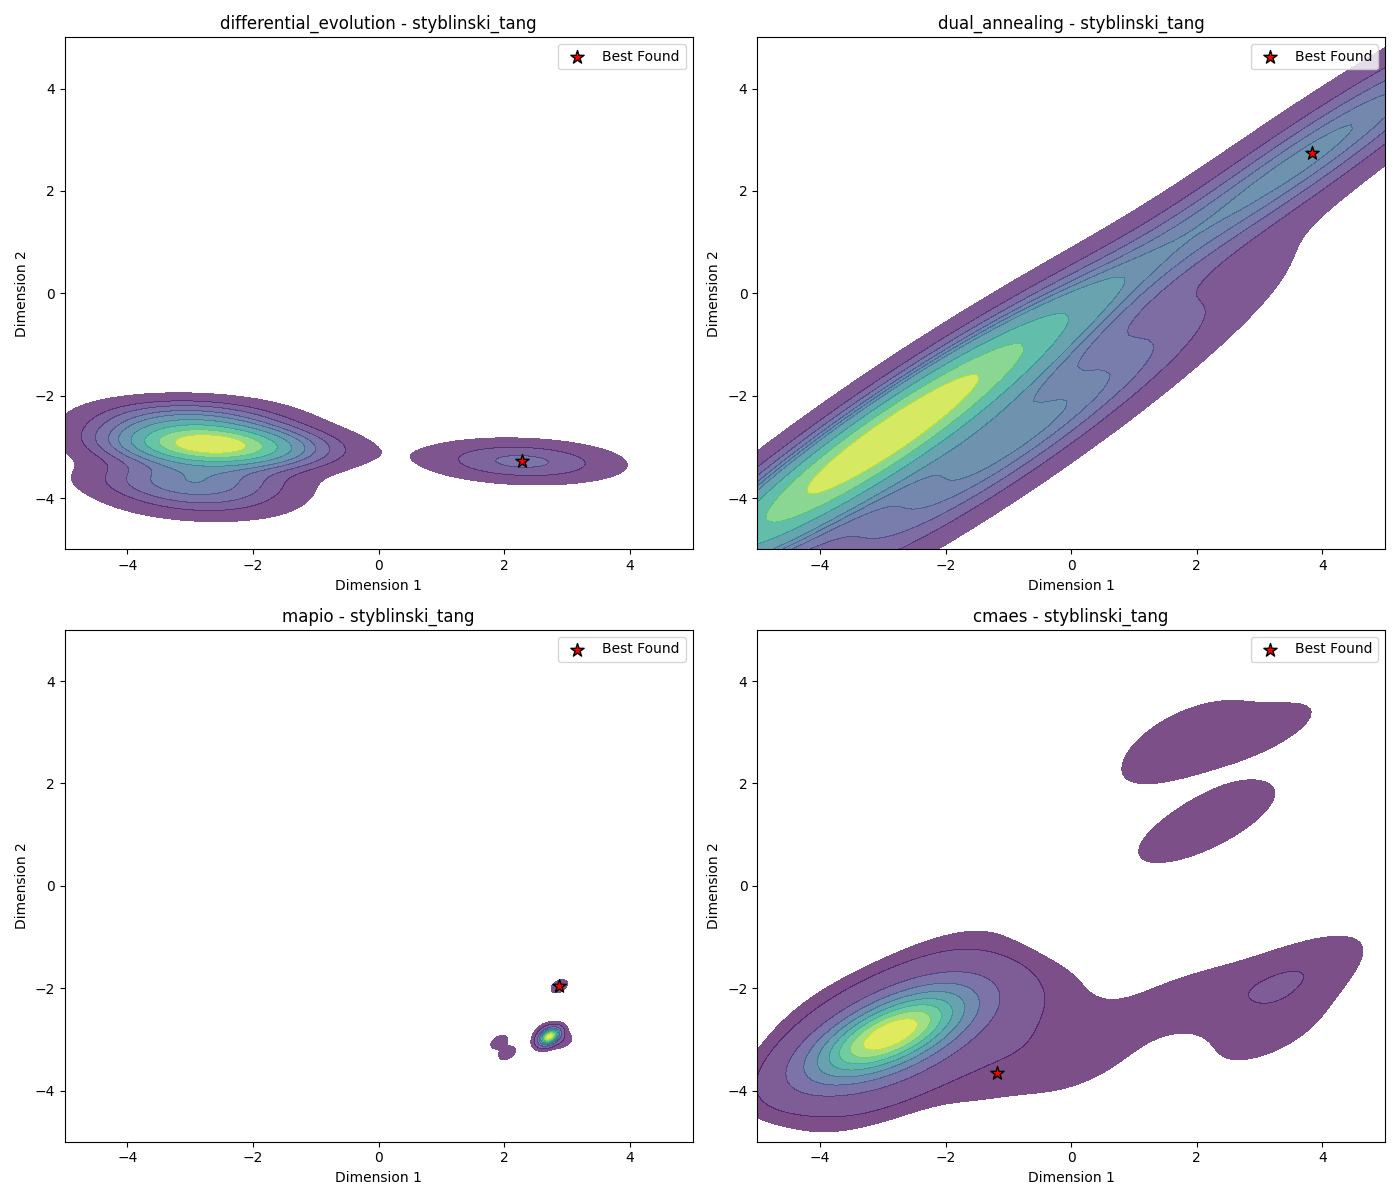 differential_evolution - styblinski_tang
Best Found
4
2
0
−2
−4
Dimension 2
−4
−2
0
2
4
Dimension 1
dual_annealing - styblinski_tang
Best Found
4
2
0
−2
−4
Dimension 2
−4
−2
0
2
4
Dimension 1
mapio - styblinski_tang
Best Found
4
2
0
−2
−4
Dimension 2
−4
−2
0
2
4
Dimension 1
cmaes - styblinski_tang
Best Found
4
2
0
−2
−4
Dimension 2
−4
−2
0
2
4
Dimension 1